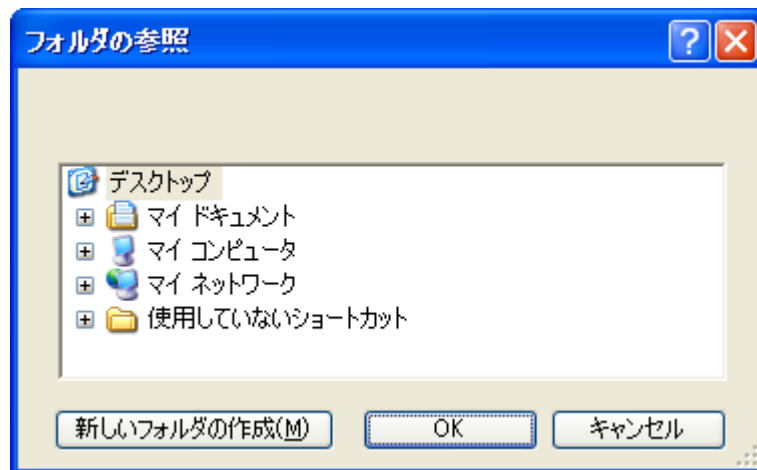 フォルダの参照
デスクトップ
マイ ドキュメント
マイ コンピュータ
マイ ネットワーク
使用していないショートカット
新しいフォルダの作成(M) OK キャンセル